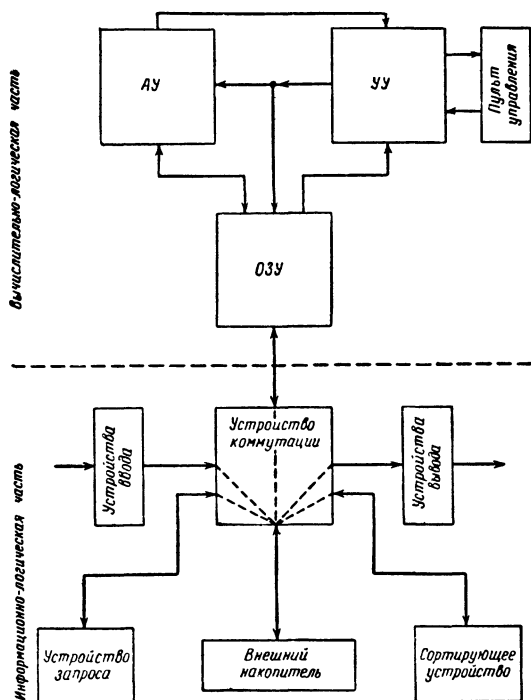 Вычислительно-логическая часть
АУ
УУ
Пульт
управления
ОЗУ
Информационно-логическая часть
Устройства
ввода
Устройство
коммутации
Устройства
вывода
Устройство
запроса
Внешний
накопитель
Сортирующее
устройство